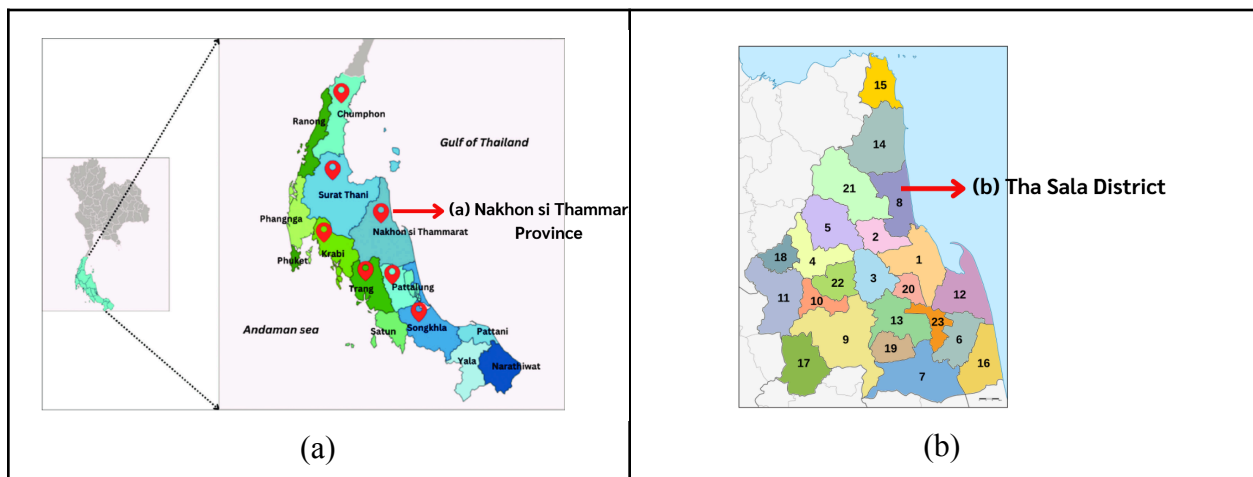 Chumphon
Ranong
Gulf of Thailand
Surat Thani
(a) Nakhon si Thammar
Province
Phangnga
Nakhon si Thammarat
Krabi
Phuket
Pattalung
Trang
Andaman sea
Satun
Songkhla
Pattani
Yala
Narathiwat
(a)
15
14
21
8
(b) Tha Sala District
5
2
1
18
4
3
22
20
11
10
12
13
23
9
6
19
17
7
16
(b)